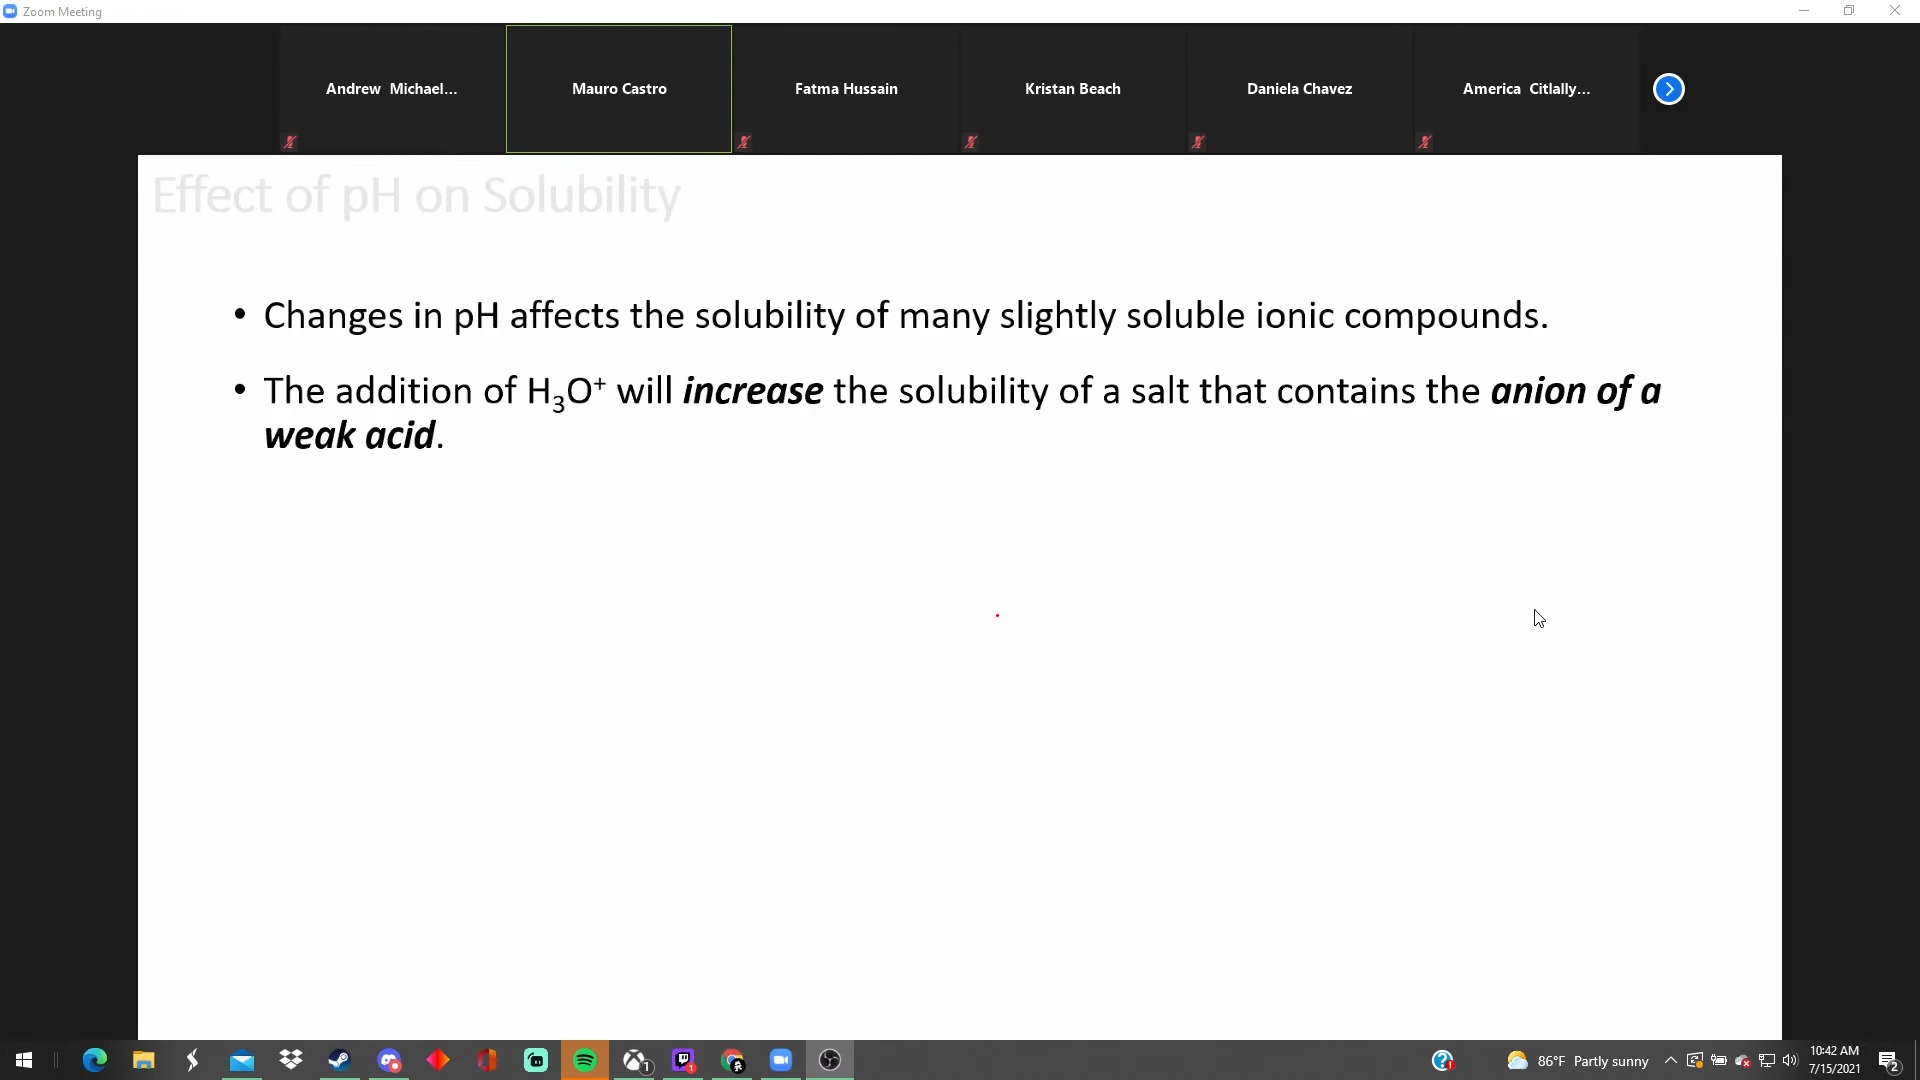 Zoom Meeting
Andrew Michael...
Mauro Castro
Fatma Hussain
Kristan Beach
Daniela Chavez
America Citlally...
Effect of pH on Solubility
• Changes in pH affects the solubility of many slightly soluble ionic compounds.
• The addition of H₃O⁺ will increase the solubility of a salt that contains the anion of a
weak acid.
86°F Partly sunny
10:42 AM
7/15/2021
1
1
2